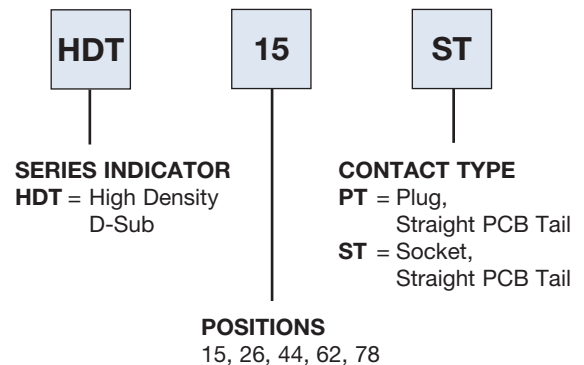 HDT 15 ST
SERIES INDICATOR
HDT = High Density
D-Sub
CONTACT TYPE
PT = Plug,
Straight PCB Tail
ST = Socket,
Straight PCB Tail
POSITIONS
15, 26, 44, 62, 78